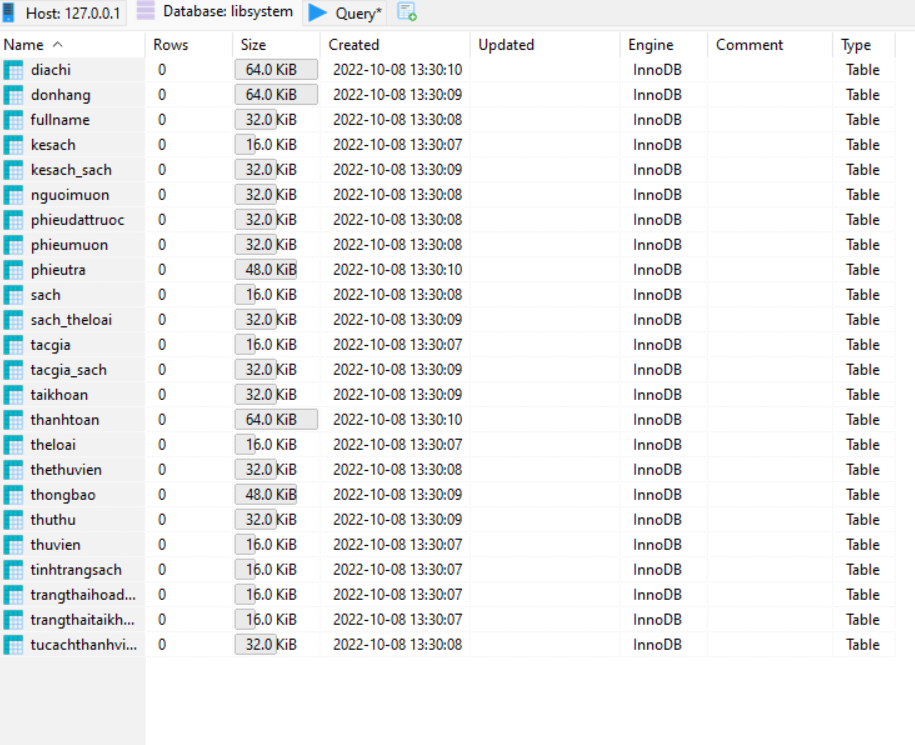 Host: 127.0.0.1 Database: libsystem Query*
Name Rows Size Created Updated Engine Comment Type
diachi 0 64.0 KiB 2022-10-08 13:30:10 InnoDB Table
donhang 0 64.0 KiB 2022-10-08 13:30:09 InnoDB Table
fullname 0 32.0 KiB 2022-10-08 13:30:08 InnoDB Table
kesach 0 16.0 KiB 2022-10-08 13:30:07 InnoDB Table
kesach_sach 0 32.0 KiB 2022-10-08 13:30:09 InnoDB Table
nguoimuon 0 32.0 KiB 2022-10-08 13:30:08 InnoDB Table
phieudattruoc 0 32.0 KiB 2022-10-08 13:30:08 InnoDB Table
phieumuon 0 32.0 KiB 2022-10-08 13:30:08 InnoDB Table
phieutra 0 48.0 KiB 2022-10-08 13:30:10 InnoDB Table
sach 0 16.0 KiB 2022-10-08 13:30:08 InnoDB Table
sach_theloai 0 32.0 KiB 2022-10-08 13:30:09 InnoDB Table
tacgia 0 16.0 KiB 2022-10-08 13:30:07 InnoDB Table
tacgia_sach 0 32.0 KiB 2022-10-08 13:30:09 InnoDB Table
taikhoan 0 32.0 KiB 2022-10-08 13:30:09 InnoDB Table
thanhtoan 0 64.0 KiB 2022-10-08 13:30:10 InnoDB Table
theloai 0 16.0 KiB 2022-10-08 13:30:07 InnoDB Table
thethuvien 0 32.0 KiB 2022-10-08 13:30:08 InnoDB Table
thongbao 0 48.0 KiB 2022-10-08 13:30:09 InnoDB Table
thuthu 0 32.0 KiB 2022-10-08 13:30:09 InnoDB Table
thuvien 0 16.0 KiB 2022-10-08 13:30:07 InnoDB Table
tinhtrangsach 0 16.0 KiB 2022-10-08 13:30:07 InnoDB Table
trangthaihoad... 0 16.0 KiB 2022-10-08 13:30:07 InnoDB Table
trangthaitaikh... 0 16.0 KiB 2022-10-08 13:30:07 InnoDB Table
tucachthanhvi... 0 32.0 KiB 2022-10-08 13:30:08 InnoDB Table